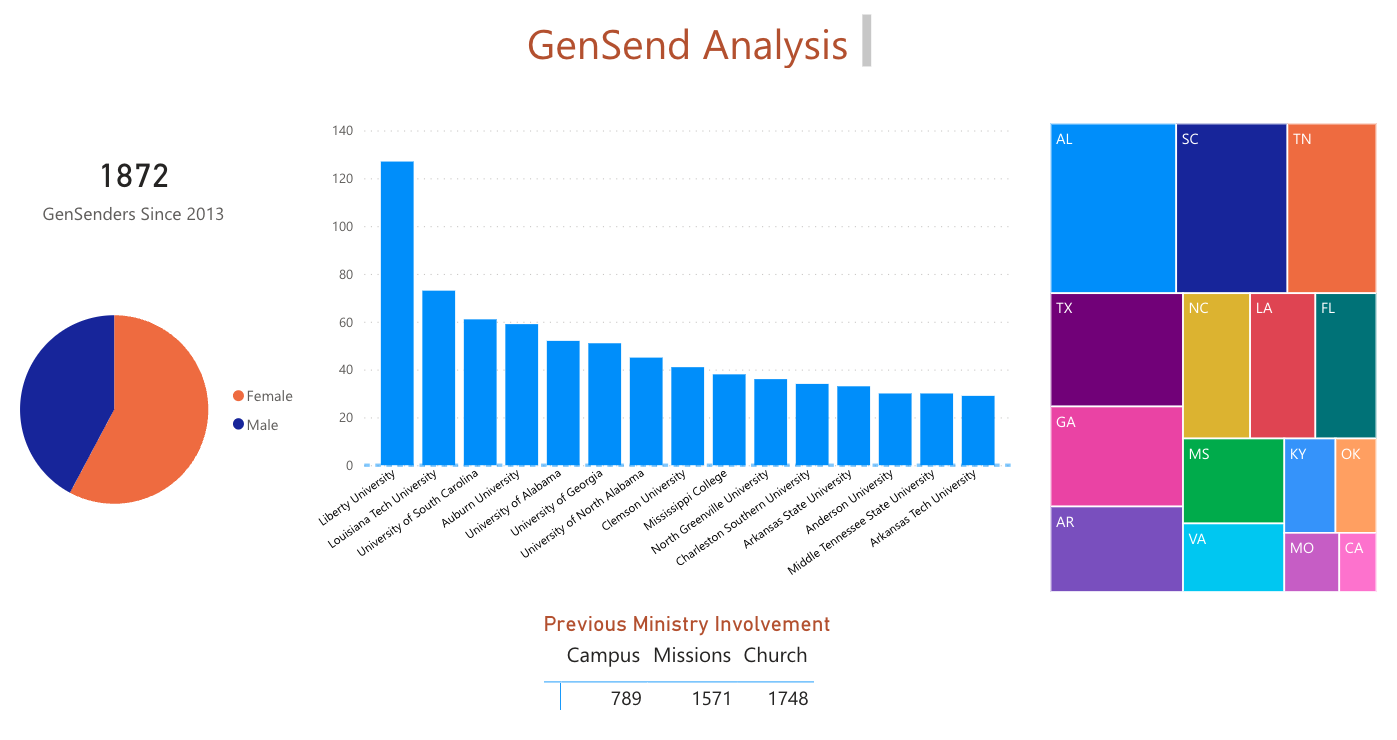 GenSend Analysis
1872
GenSenders Since 2013
Female
Male
140
120
100
80
60
40
20
0
Liberty University
Louisiana Tech University
University of South Carolina
Auburn University
University of Alabama
University of Georgia
University of North Alabama
Clemson University
Mississippi College
North Greenville University
Charleston Southern University
Arkansas State University
Anderson University
Middle Tennessee State University
Arkansas Tech University
AL
SC
TN
TX
NC
LA
FL
GA
MS
KY
OK
AR
VA
MO
CA
Previous Ministry Involvement
Campus Missions Church
789 1571 1748